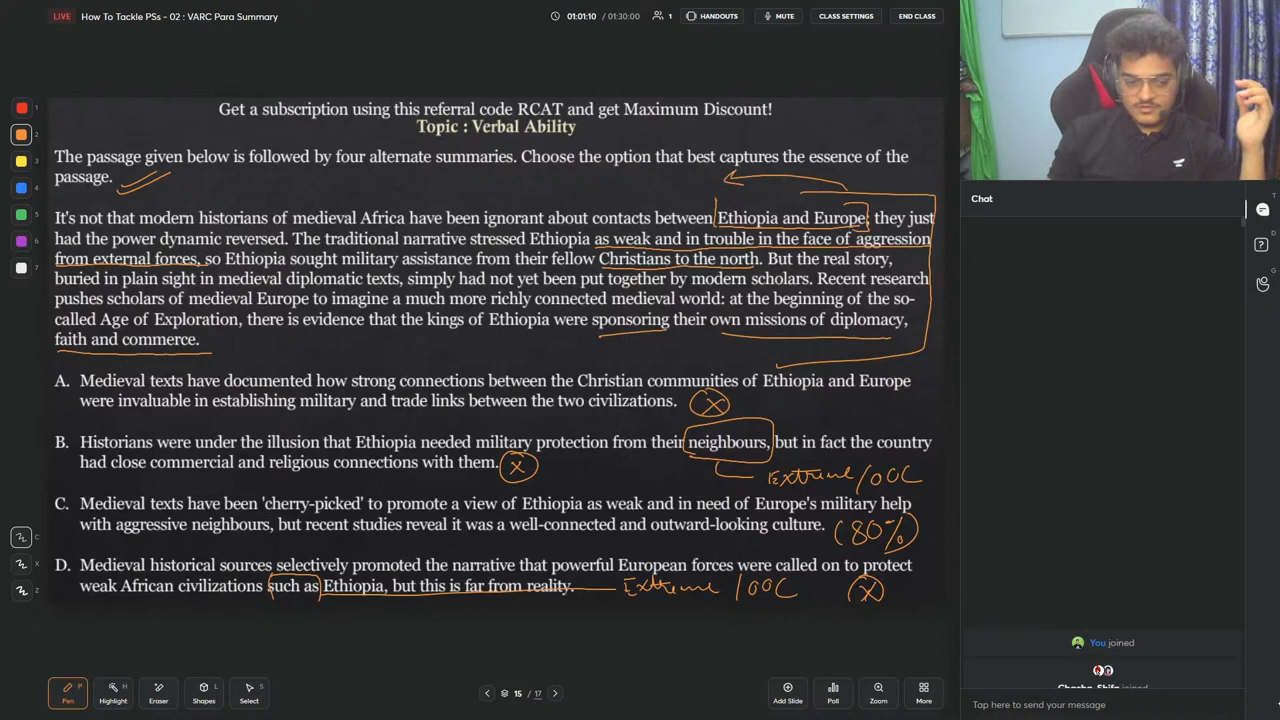 LIVE How To Tackle PSs - 02 : VARC Para Summary
01:01:10 / 01:30:00 1 HANDOUTS MUTE CLASS SETTINGS END CLASS
Get a subscription using this referral code RCAT and get Maximum Discount!
Topic : Verbal Ability
The passage given below is followed by four alternate summaries. Choose the option that best captures the essence of the
passage.
It's not that modern historians of medieval Africa have been ignorant about contacts between Ethiopia and Europe; they just
had the power dynamic reversed. The traditional narrative stressed Ethiopia as weak and in trouble in the face of aggression
from external forces, so Ethiopia sought military assistance from their fellow Christians to the north. But the real story,
buried in plain sight in medieval diplomatic texts, simply had not yet been put together by modern scholars. Recent research
pushes scholars of medieval Europe to imagine a much more richly connected medieval world: at the beginning of the so-
called Age of Exploration, there is evidence that the kings of Ethiopia were sponsoring their own missions of diplomacy,
faith and commerce.
A. Medieval texts have documented how strong connections between the Christian communities of Ethiopia and Europe
were invaluable in establishing military and trade links between the two civilizations. X
B. Historians were under the illusion that Ethiopia needed military protection from their neighbours, but in fact the country
had close commercial and religious connections with them. X Extreme / OOC
C. Medieval texts have been 'cherry-picked' to promote a view of Ethiopia as weak and in need of Europe's military help
with aggressive neighbours, but recent studies reveal it was a well-connected and outward-looking culture. (80%)
D. Medieval historical sources selectively promoted the narrative that powerful European forces were called on to protect
weak African civilizations such as Ethiopia, but this is far from reality. Extreme / OOC X
1
2
3
4
5
6
7
C
X
Z
Pen P
Highlight H
Eraser
Shapes L
Select S
15 / 17
Add Slide
Poll
Zoom
More
Chat
You joined
joined
Tap here to send your message